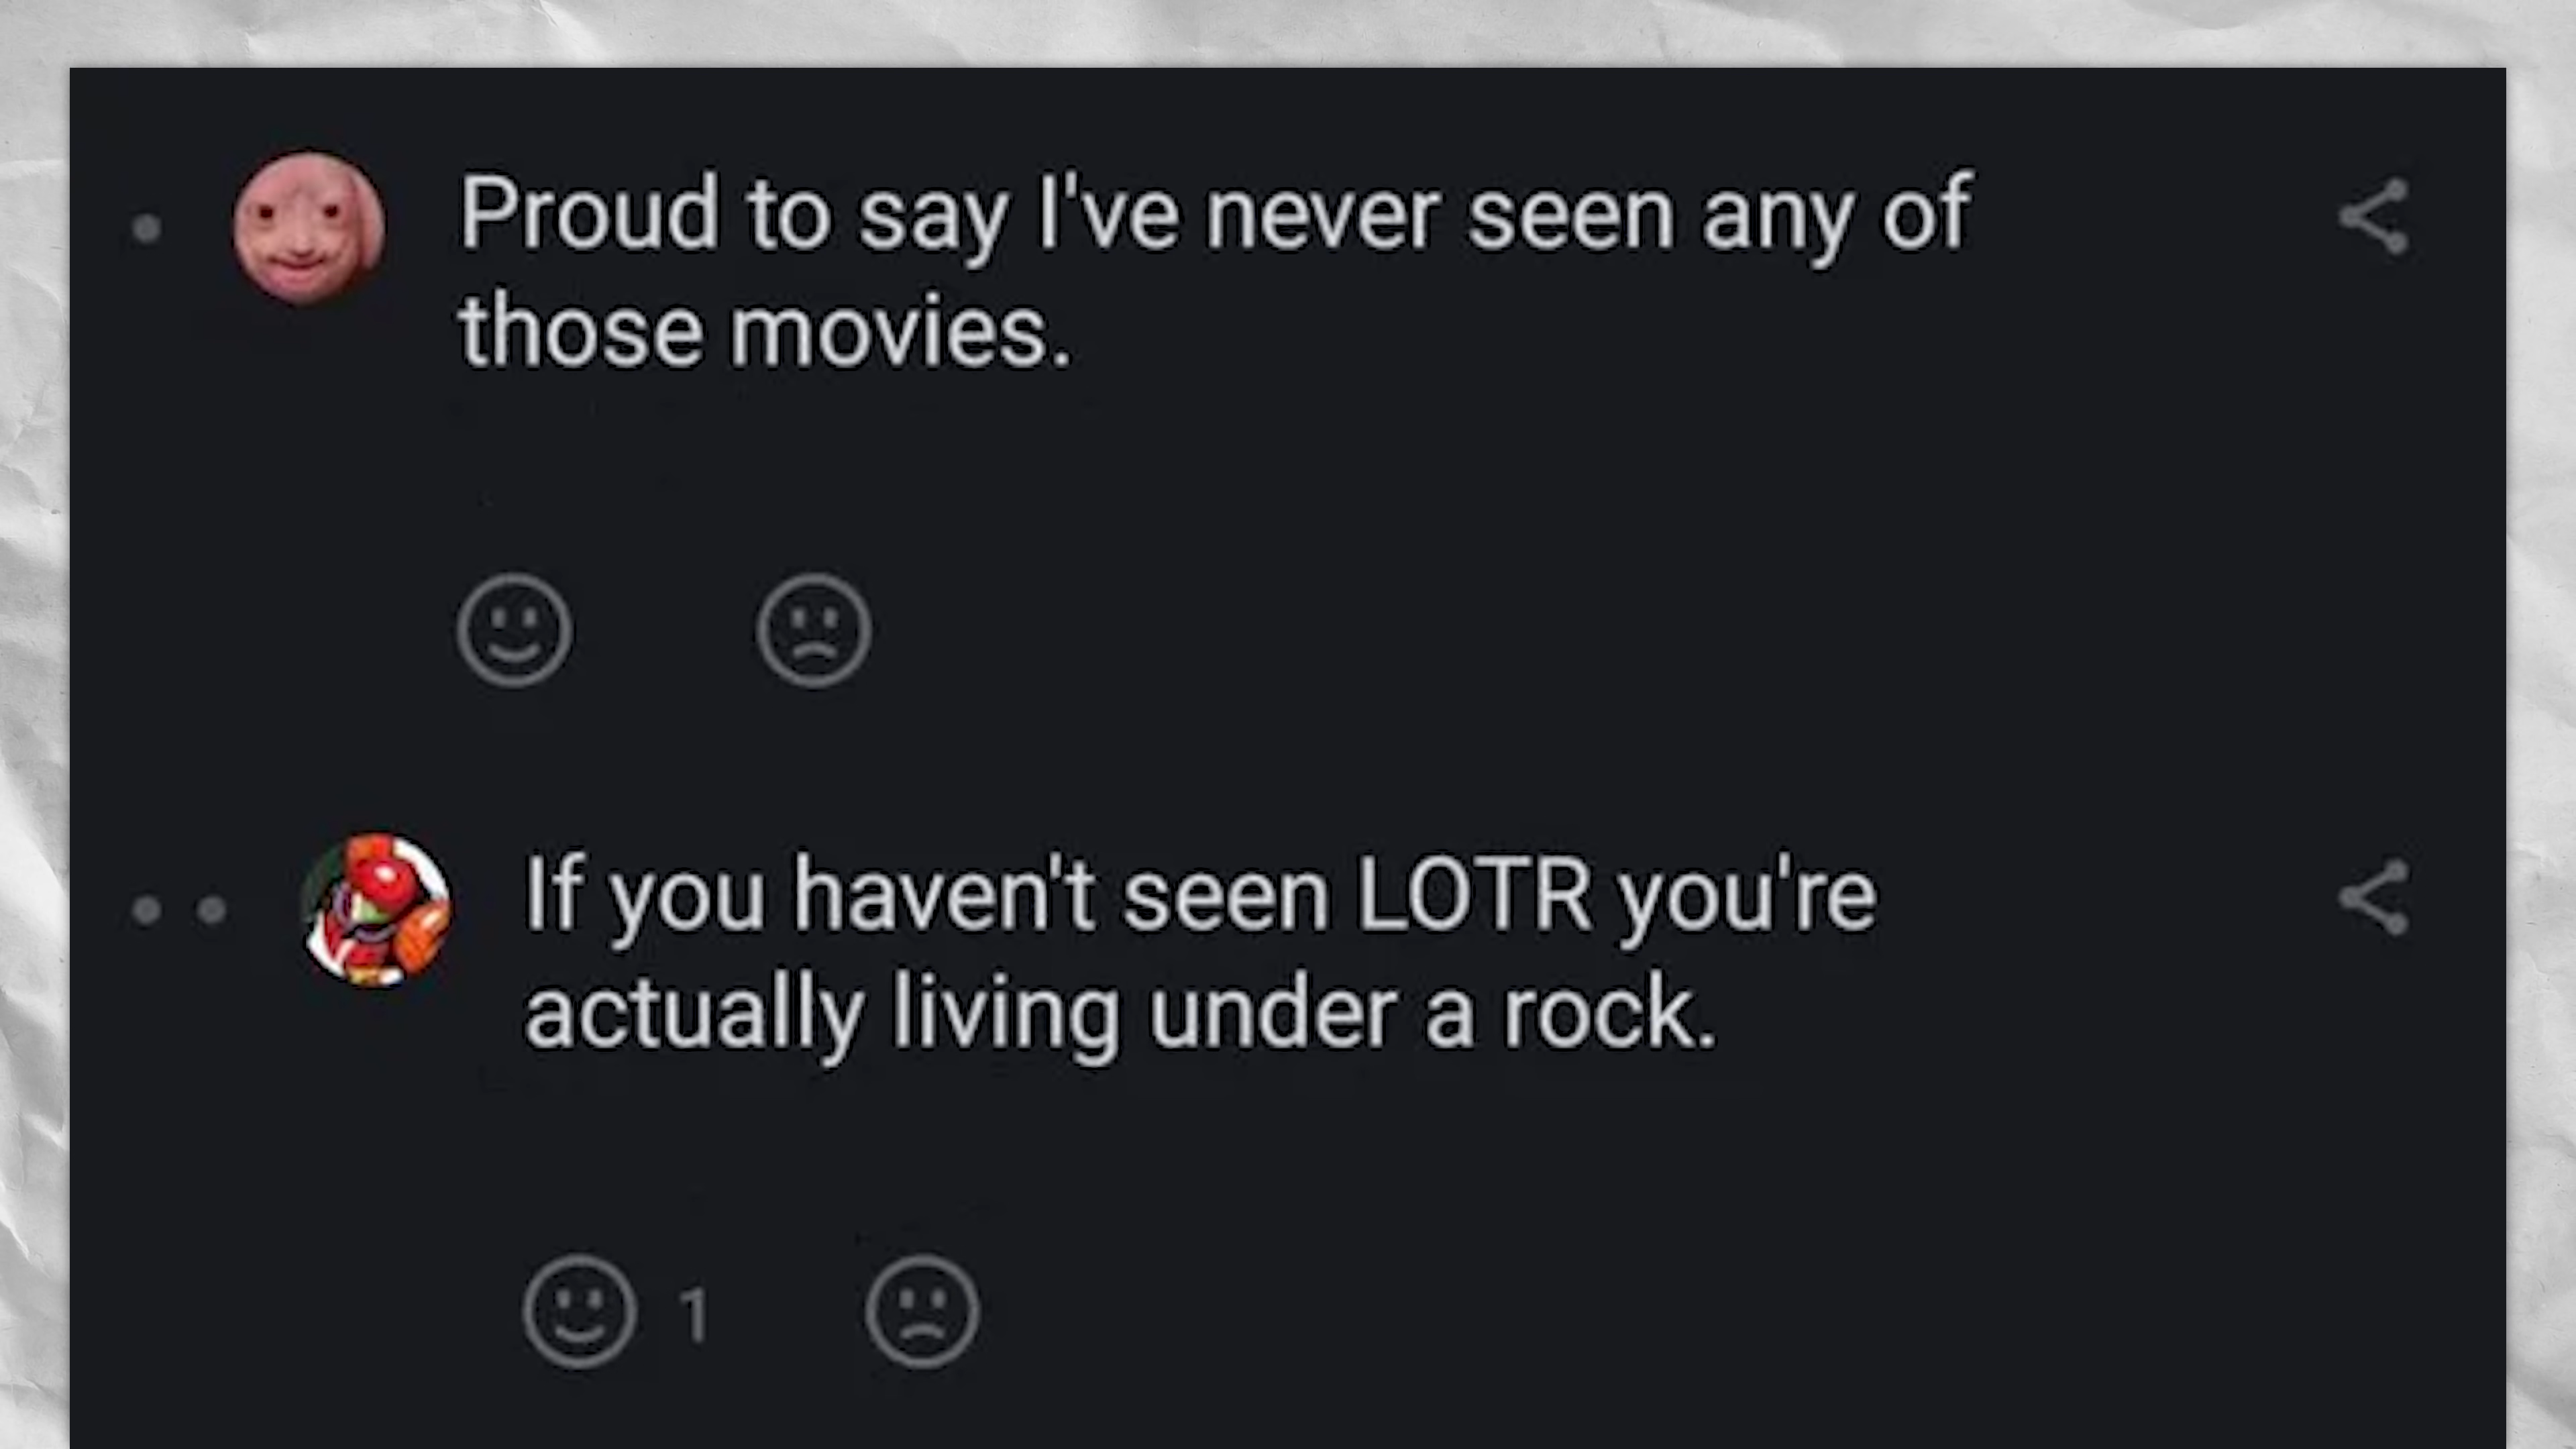 Proud to say I've never seen any of
those movies.
If you haven't seen LOTR you're
actually living under a rock.
1